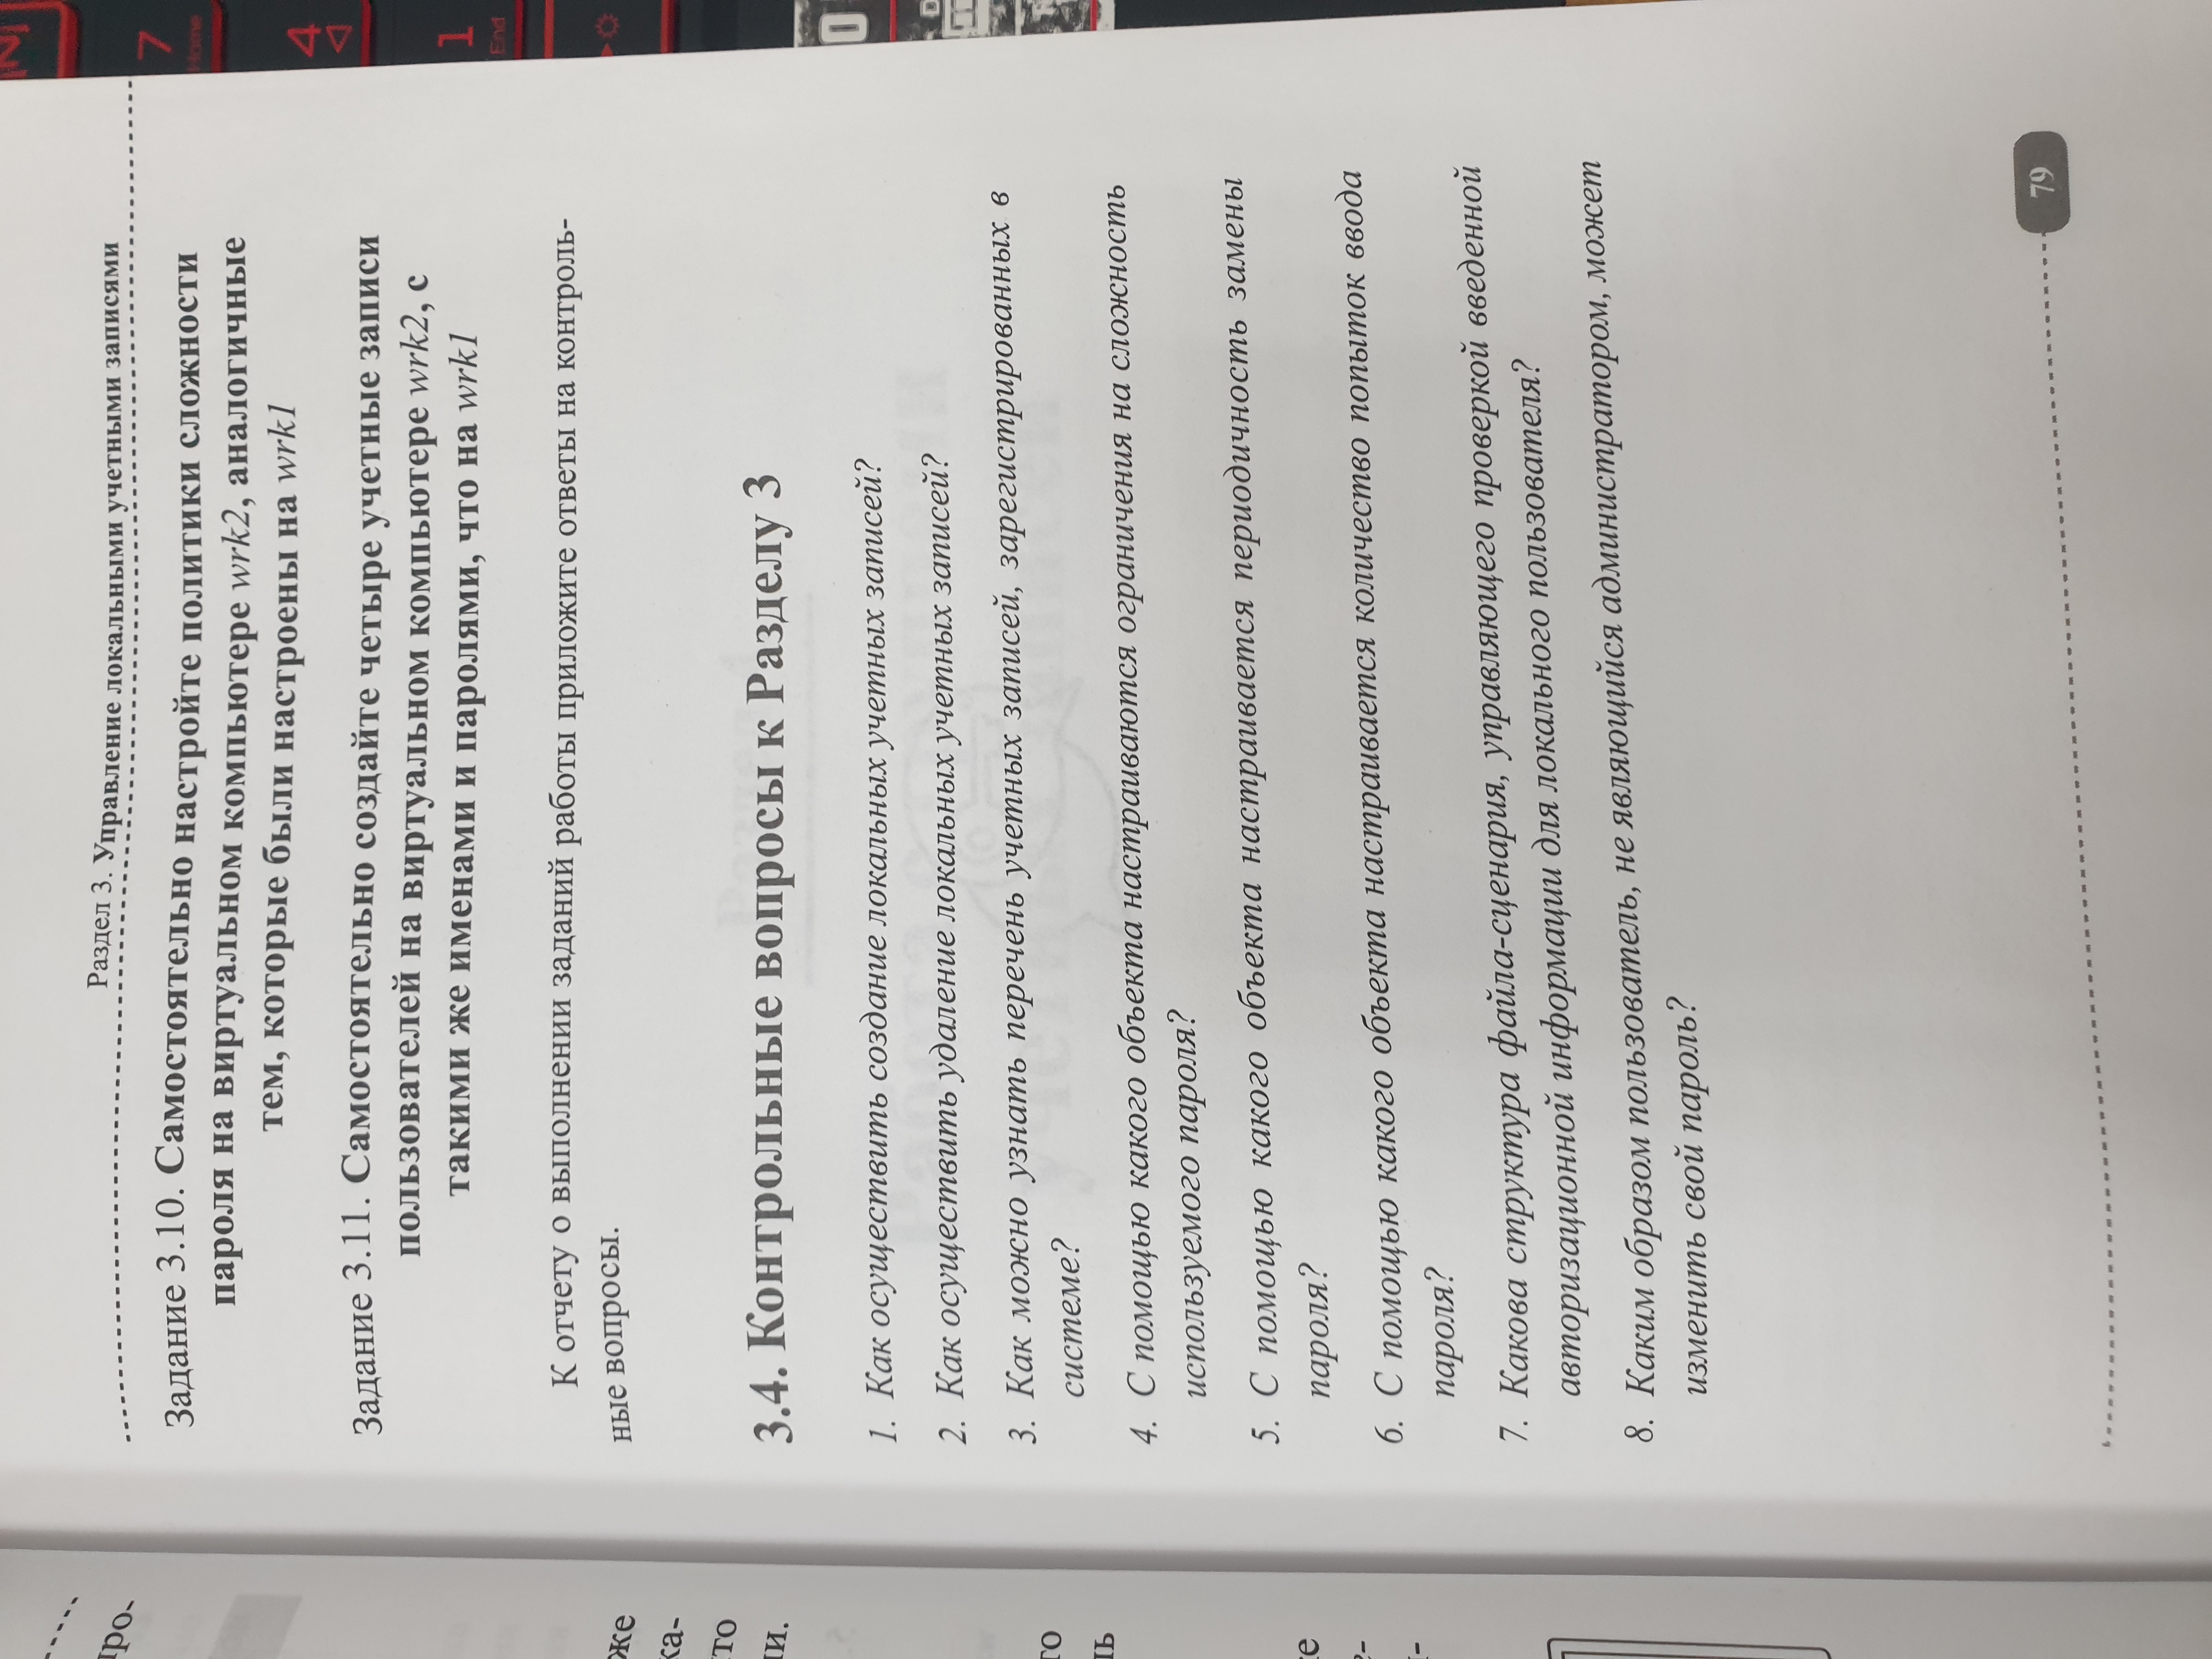 Раздел 3. Управление локальными учетными записями
Задание 3.10. Самостоятельно настройте политики сложности
пароля на виртуальном компьютере wrk2, аналогичные
тем, которые были настроены на wrk1
Задание 3.11. Самостоятельно создайте четыре учетные записи
пользователей на виртуальном компьютере wrk2, с
такими же именами и паролями, что на wrk1
К отчету о выполнении заданий работы приложите ответы на контроль-
ные вопросы.
3.4. Контрольные вопросы к Разделу 3
1. Как осуществить создание локальных учетных записей?
2. Как осуществить удаление локальных учетных записей?
3. Как можно узнать перечень учетных записей, зарегистрированных в
системе?
4. С помощью какого объекта настраиваются ограничения на сложность
используемого пароля?
5. С помощью какого объекта настраивается периодичность замены
пароля?
6. С помощью какого объекта настраивается количество попыток ввода
пароля?
7. Какова структура файла-сценария, управляющего проверкой введенной
авторизационной информации для локального пользователя?
8. Каким образом пользователь, не являющийся администратором, может
изменить свой пароль?
79
7
Home
4
1
End
0